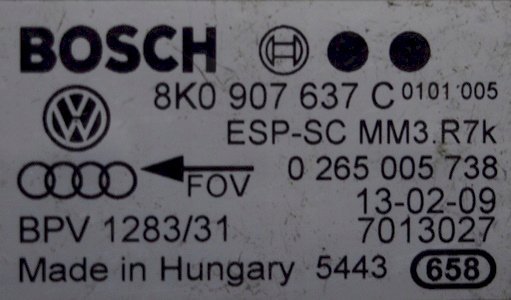 BOSCH
8K0 907 637 C 0101 005
ESP-SC MM3.R7k
0 265 005 738
FOV
13-02-09
BPV 1283/31 7013027
Made in Hungary 5443 658